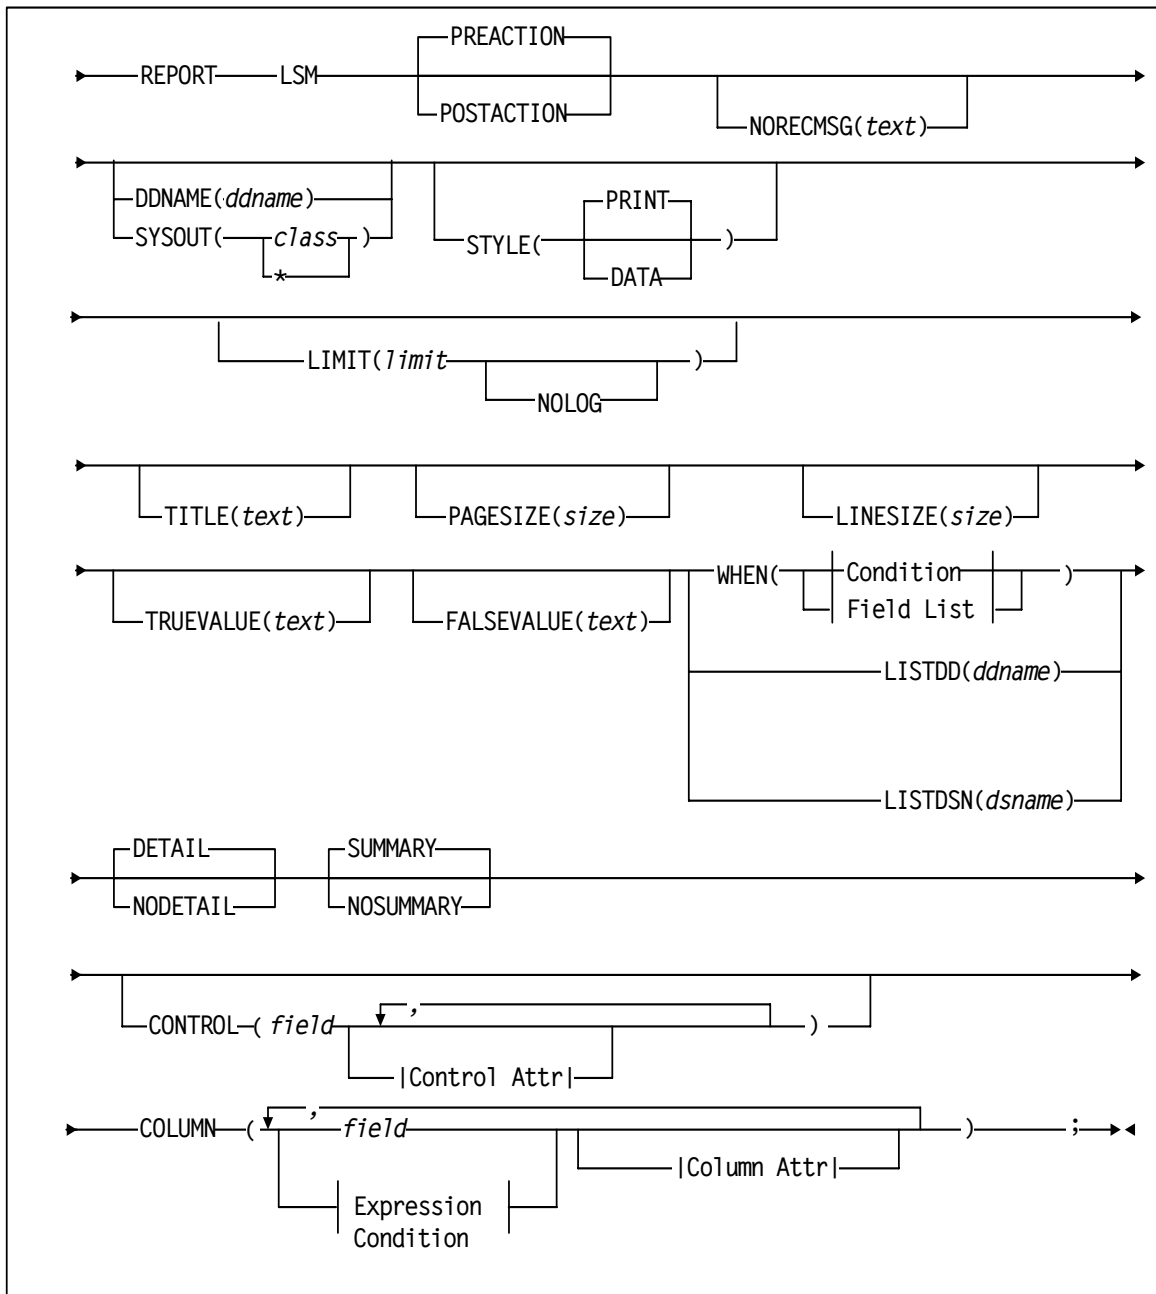 PREACTION
REPORT LSM
POSTACTION
NORECMSG(text)
DDNAME(ddname)
SYSOUT( class )
*
STYLE( PRINT )
DATA
LIMIT(limit )
NOLOG
TITLE(text) PAGESIZE(size) LINESIZE(size)
WHEN( Condition )
Field List
TRUEVALUE(text) FALSEVALUE(text)
LISTDD(ddname)
LISTDSN(dsname)
DETAIL SUMMARY
NODETAIL NOSUMMARY
,
CONTROL ( field )
|Control Attr|
,
COLUMN ( field ) ;
|Column Attr|
Expression
Condition